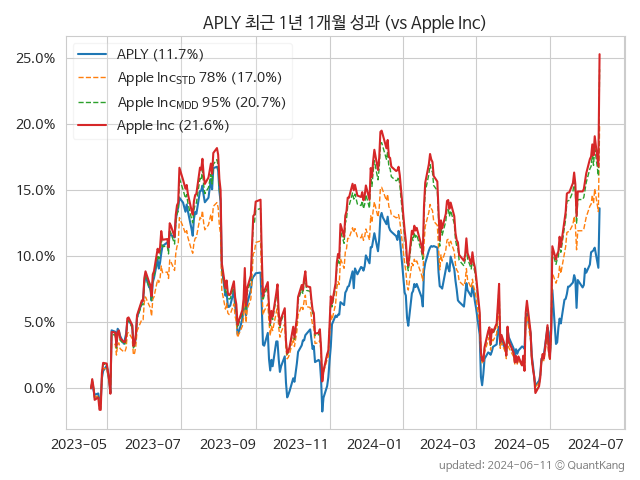 APLY 최근 1년 1개월 성과 (vs Apple Inc)
APLY (11.7%)
Apple Inc_STD 78% (17.0%)
Apple Inc_MDD 95% (20.7%)
Apple Inc (21.6%)
25.0%
20.0%
15.0%
10.0%
5.0%
0.0%
2023-05 2023-07 2023-09 2023-11 2024-01 2024-03 2024-05 2024-07
updated: 2024-06-11 © QuantKang